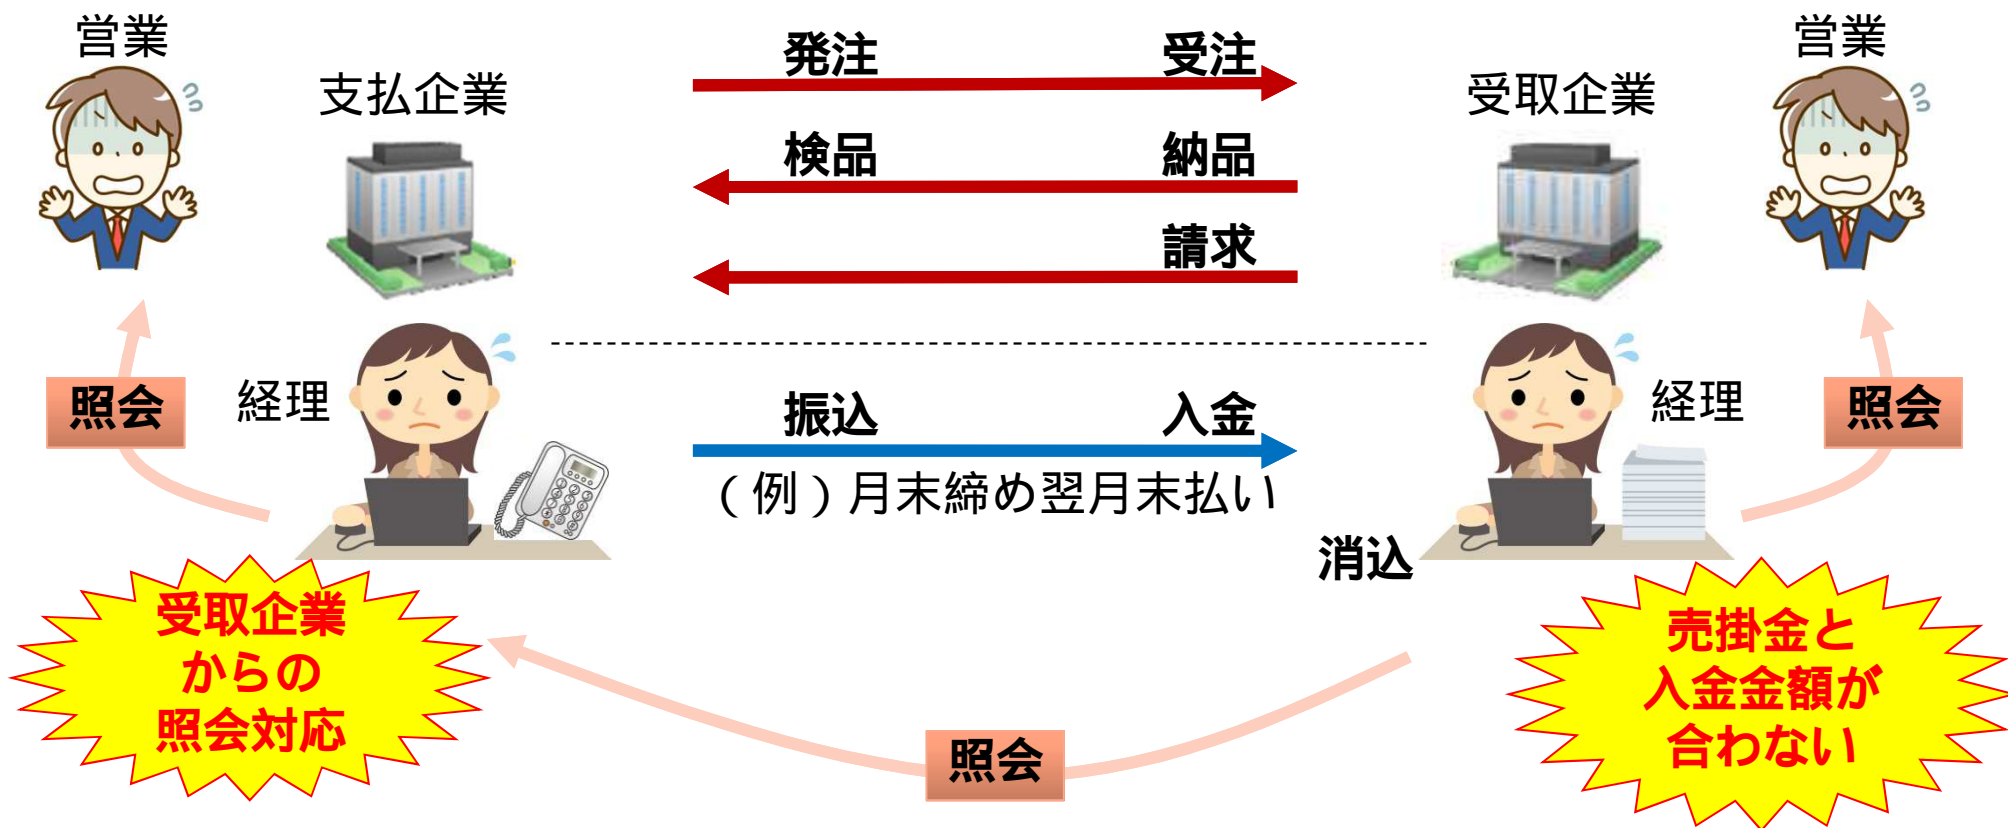 営業
営業
発注
受注
支払企業
受取企業
検品
納品
請求
照会
経理
振込
入金
経理
照会
（例）月末締め翌月末払い
消込
受取企業
からの
照会対応
売掛金と
入金金額が
合わない
照会